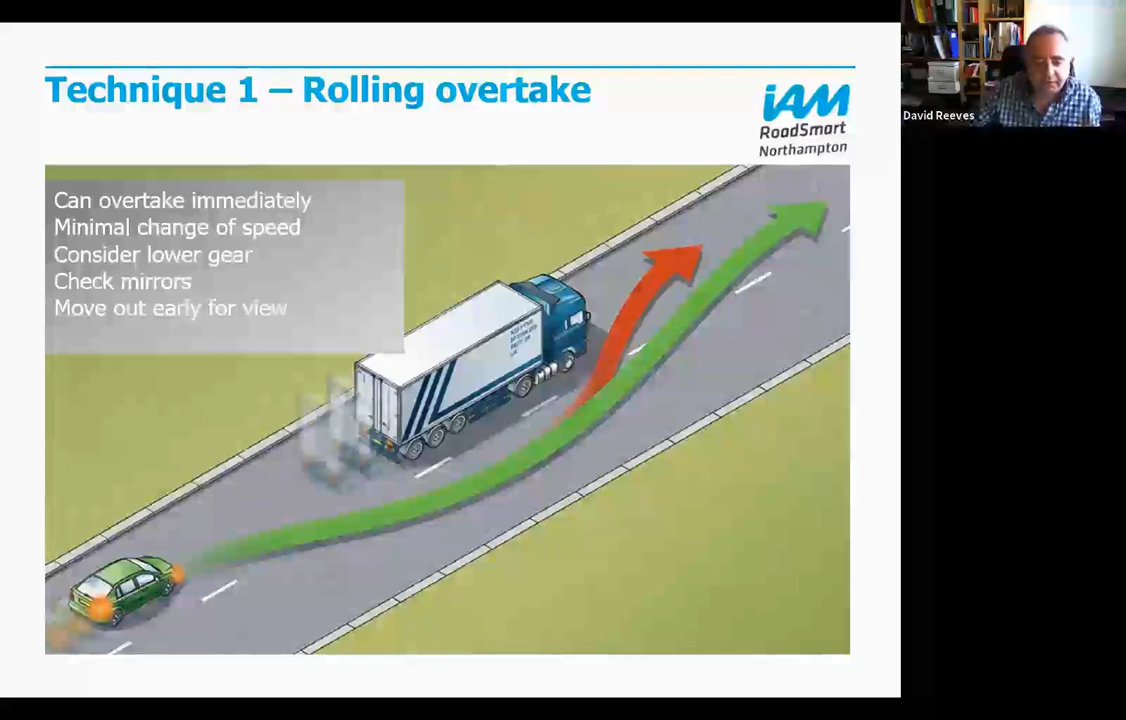 Technique 1 – Rolling overtake
iAM
RoadSmart
Northampton
Can overtake immediately
Minimal change of speed
Consider lower gear
Check mirrors
Move out early for view
David Reeves